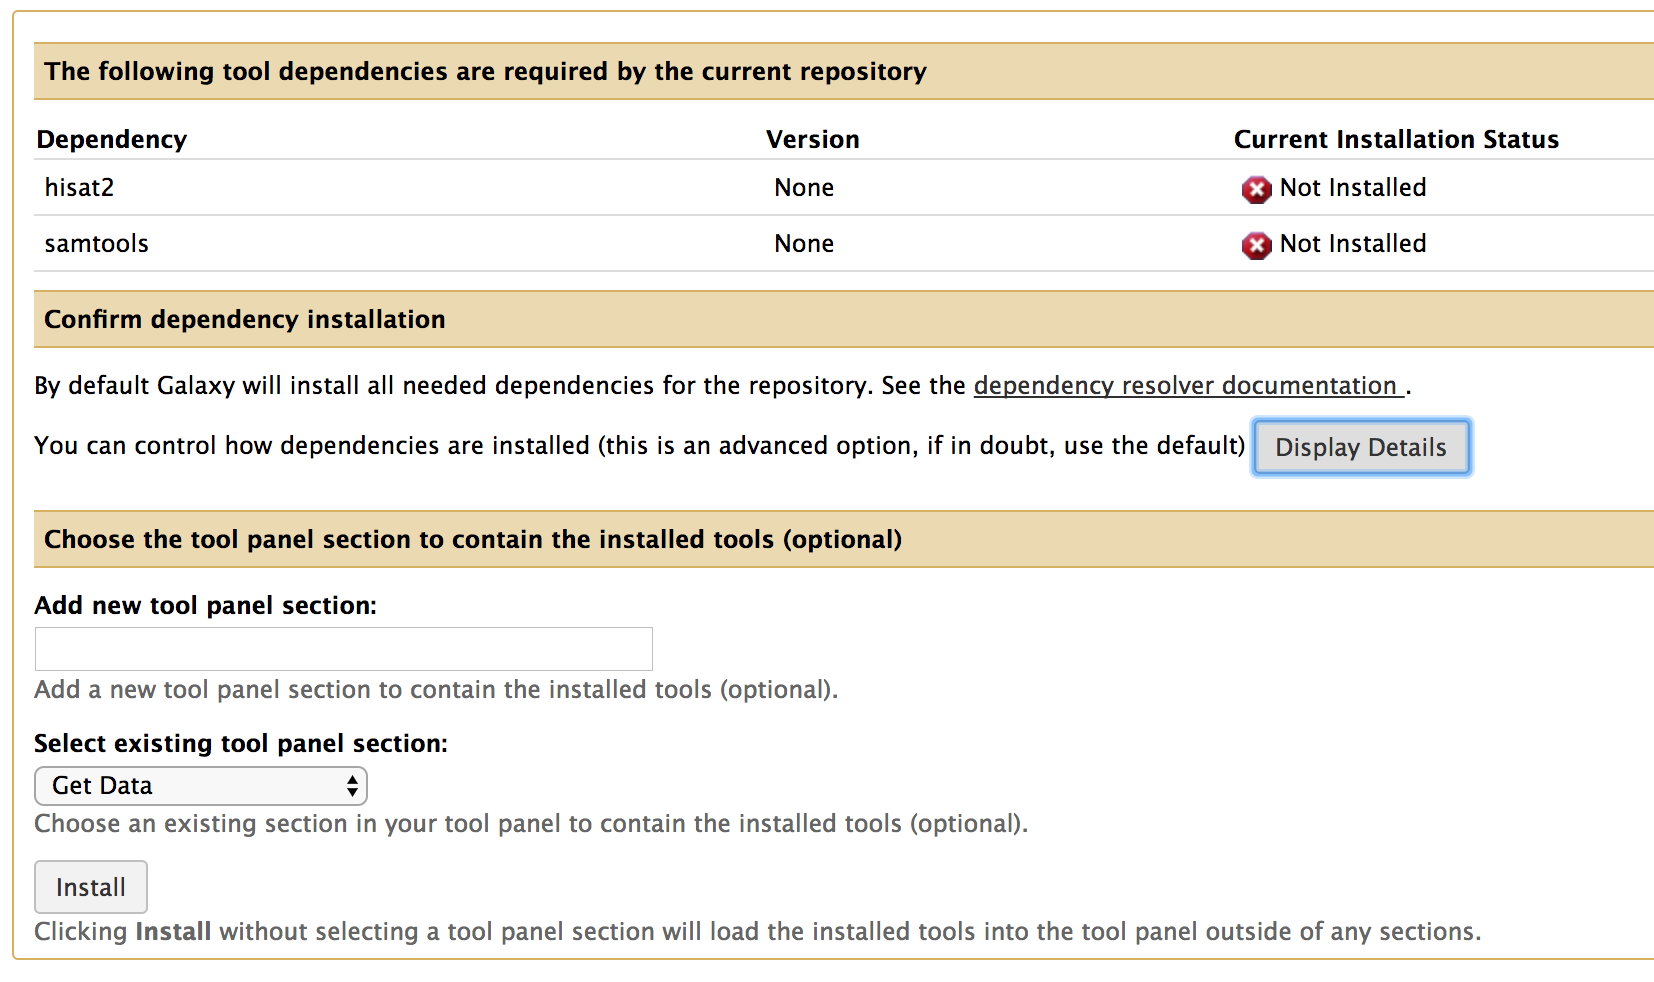 The following tool dependencies are required by the current repository
Dependency Version Current Installation Status
hisat2 None Not Installed
samtools None Not Installed
Confirm dependency installation
By default Galaxy will install all needed dependencies for the repository. See the dependency resolver documentation .
You can control how dependencies are installed (this is an advanced option, if in doubt, use the default) Display Details
Choose the tool panel section to contain the installed tools (optional)
Add new tool panel section:
Add a new tool panel section to contain the installed tools (optional).
Select existing tool panel section:
Get Data
Choose an existing section in your tool panel to contain the installed tools (optional).
Install
Clicking Install without selecting a tool panel section will load the installed tools into the tool panel outside of any sections.